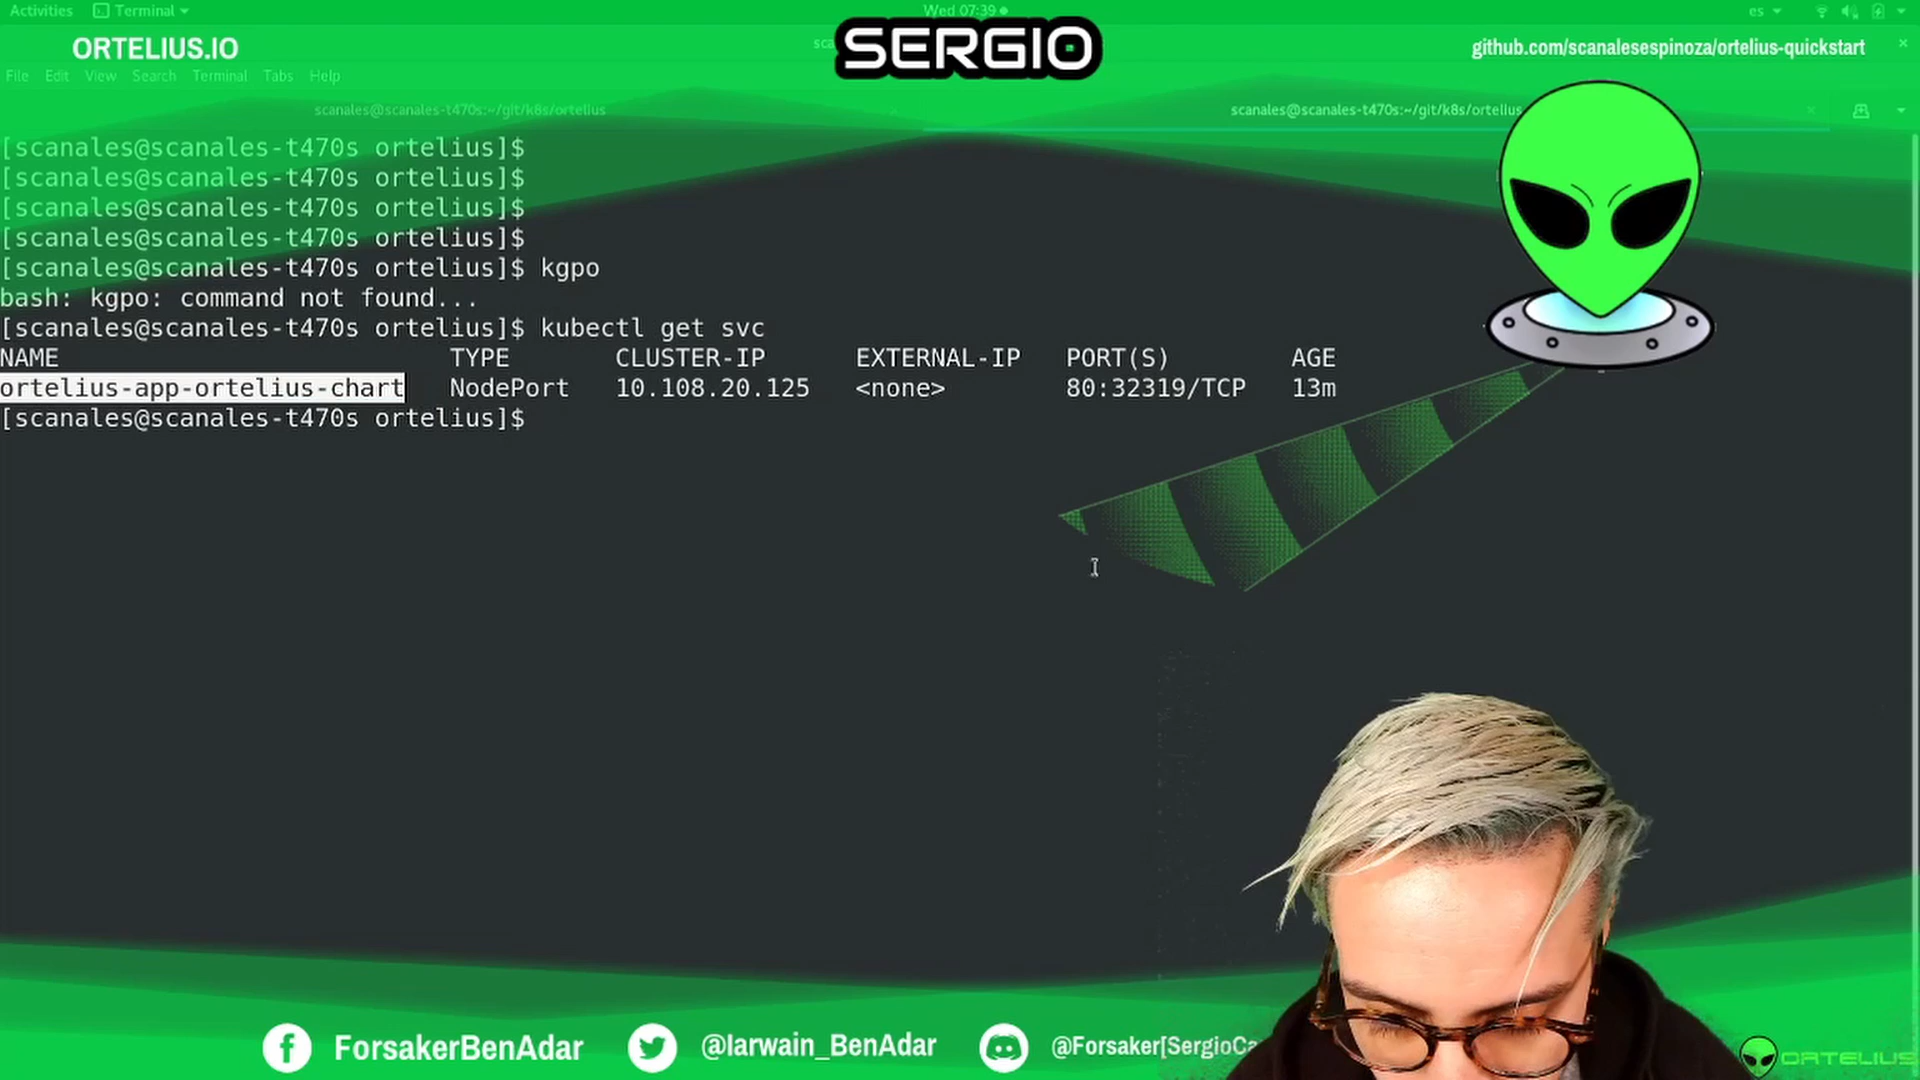 Activities Terminal Wed 07:39 es
ORTELIUS.IO
SERGIO
github.com/scanalesespinoza/ortelius-quickstart
File Edit View Search Terminal Tabs Help
scanales@scanales-t470s:~/git/k8s/ortelius
scanales@scanales-t470s:~/git/k8s/ortelius
[scanales@scanales-t470s ortelius]$
[scanales@scanales-t470s ortelius]$
[scanales@scanales-t470s ortelius]$
[scanales@scanales-t470s ortelius]$
[scanales@scanales-t470s ortelius]$ kgpo
bash: kgpo: command not found...
[scanales@scanales-t470s ortelius]$ kubectl get svc
NAME TYPE CLUSTER-IP EXTERNAL-IP PORT(S) AGE
ortelius-app-ortelius-chart NodePort 10.108.20.125 <none> 80:32319/TCP 13m
[scanales@scanales-t470s ortelius]$
ForsakerBenAdar @Iarwain_BenAdar @Forsaker[SergioCa
ORTELIUS